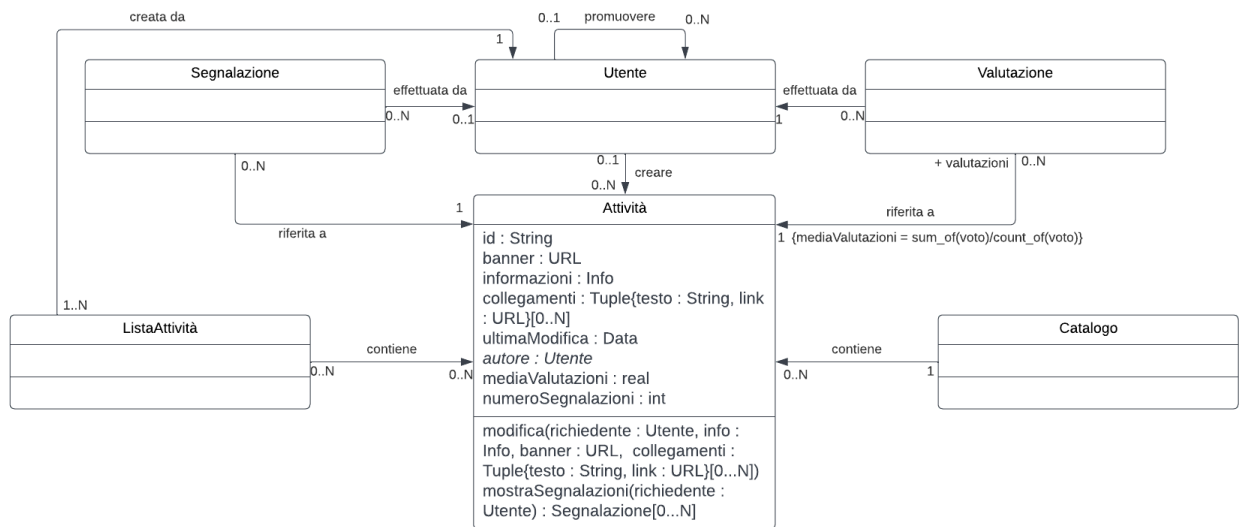 creata da
0..1
promuovere
0..N
1
Segnalazione
Utente
Valutazione
effettuata da
effettuata da
0..N
0..1
1
0..N
0..N
0..1
+ valutazioni
0..N
creare
0..N
Attività
1
riferita a
riferita a
1
{mediaValutazioni = sum_of(voto)/count_of(voto)}
id : String
banner : URL
informazioni : Info
collegamenti : Tuple{testo : String, link
: URL}[0..N]
ultimaModifica : Data
autore : Utente
mediaValutazioni : real
numeroSegnalazioni : int
1..N
ListaAttività
Catalogo
contiene
contiene
0..N
0..N
0..N
1
modifica(richiedente : Utente, info :
Info, banner : URL, collegamenti :
Tuple{testo : String, link : URL}[0...N])
mostraSegnalazioni(richiedente :
Utente) : Segnalazione[0...N]